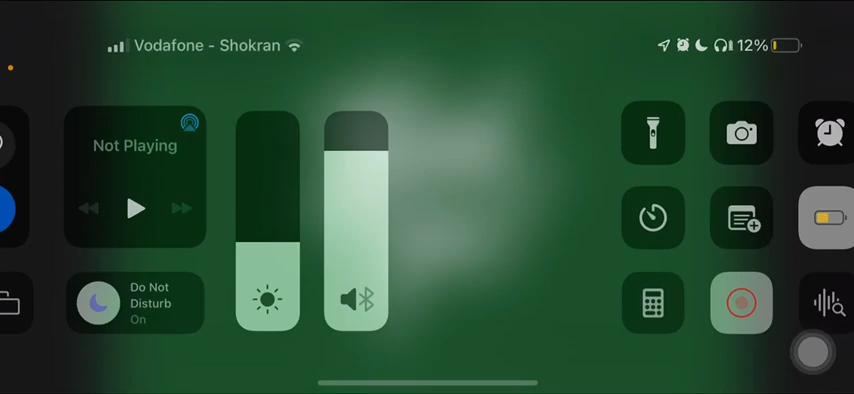 Vodafone - Shokran
12%
Not Playing
Do Not
Disturb
On